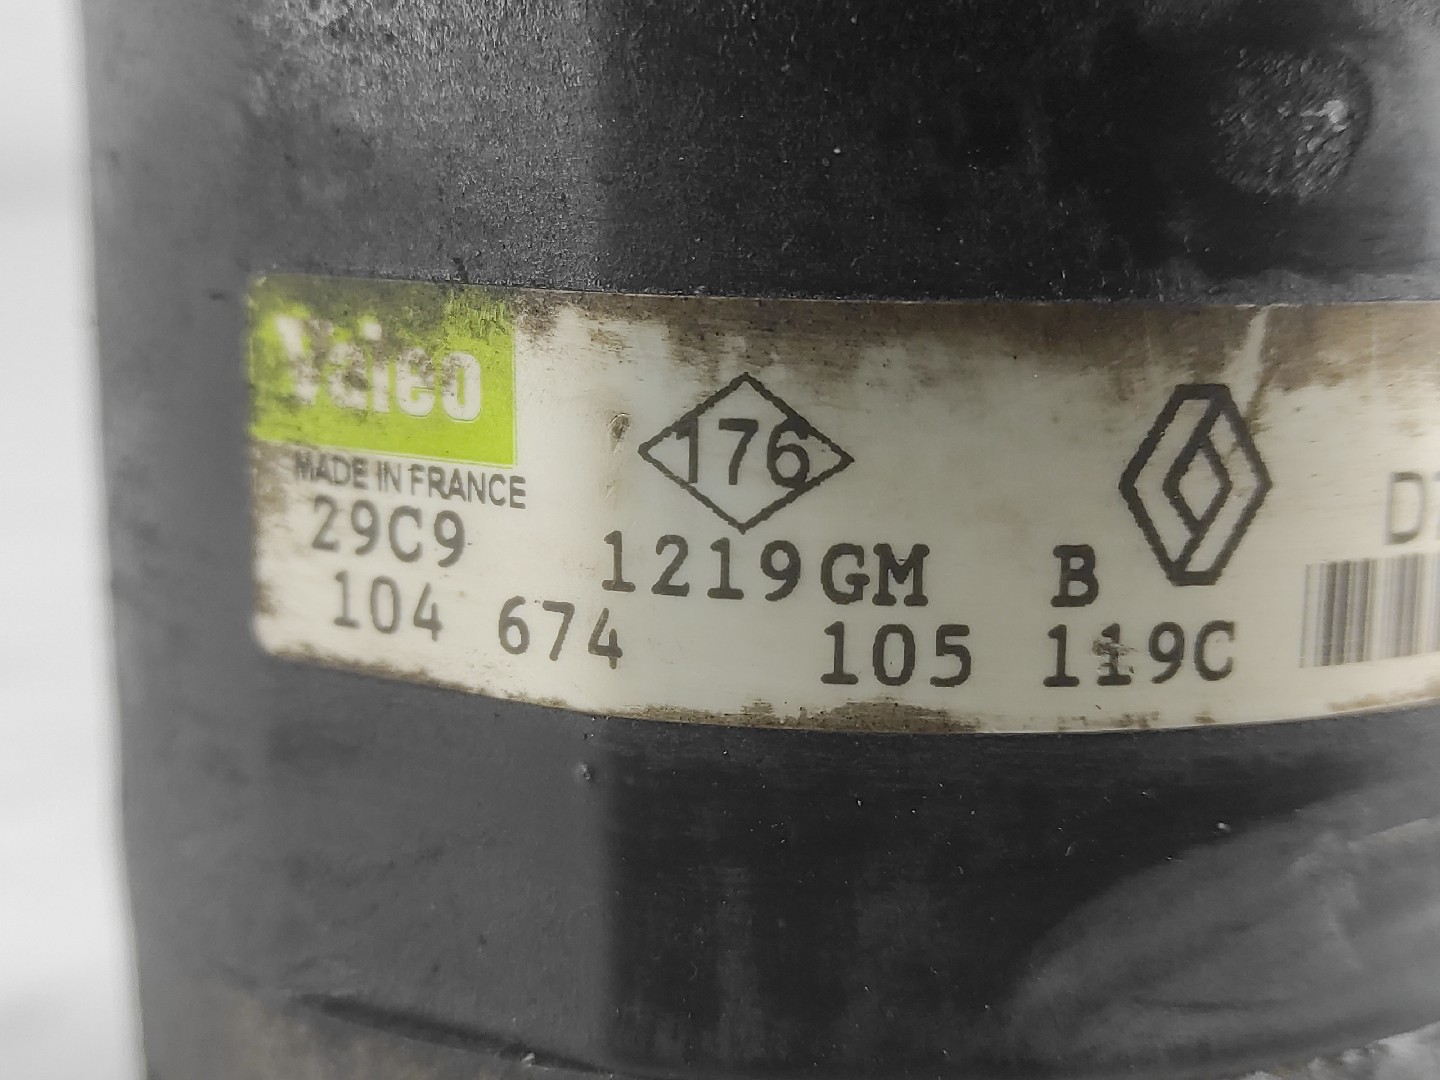 Valeo
MADE IN FRANCE
176
29C9 1219GM B
104 674 105 119C